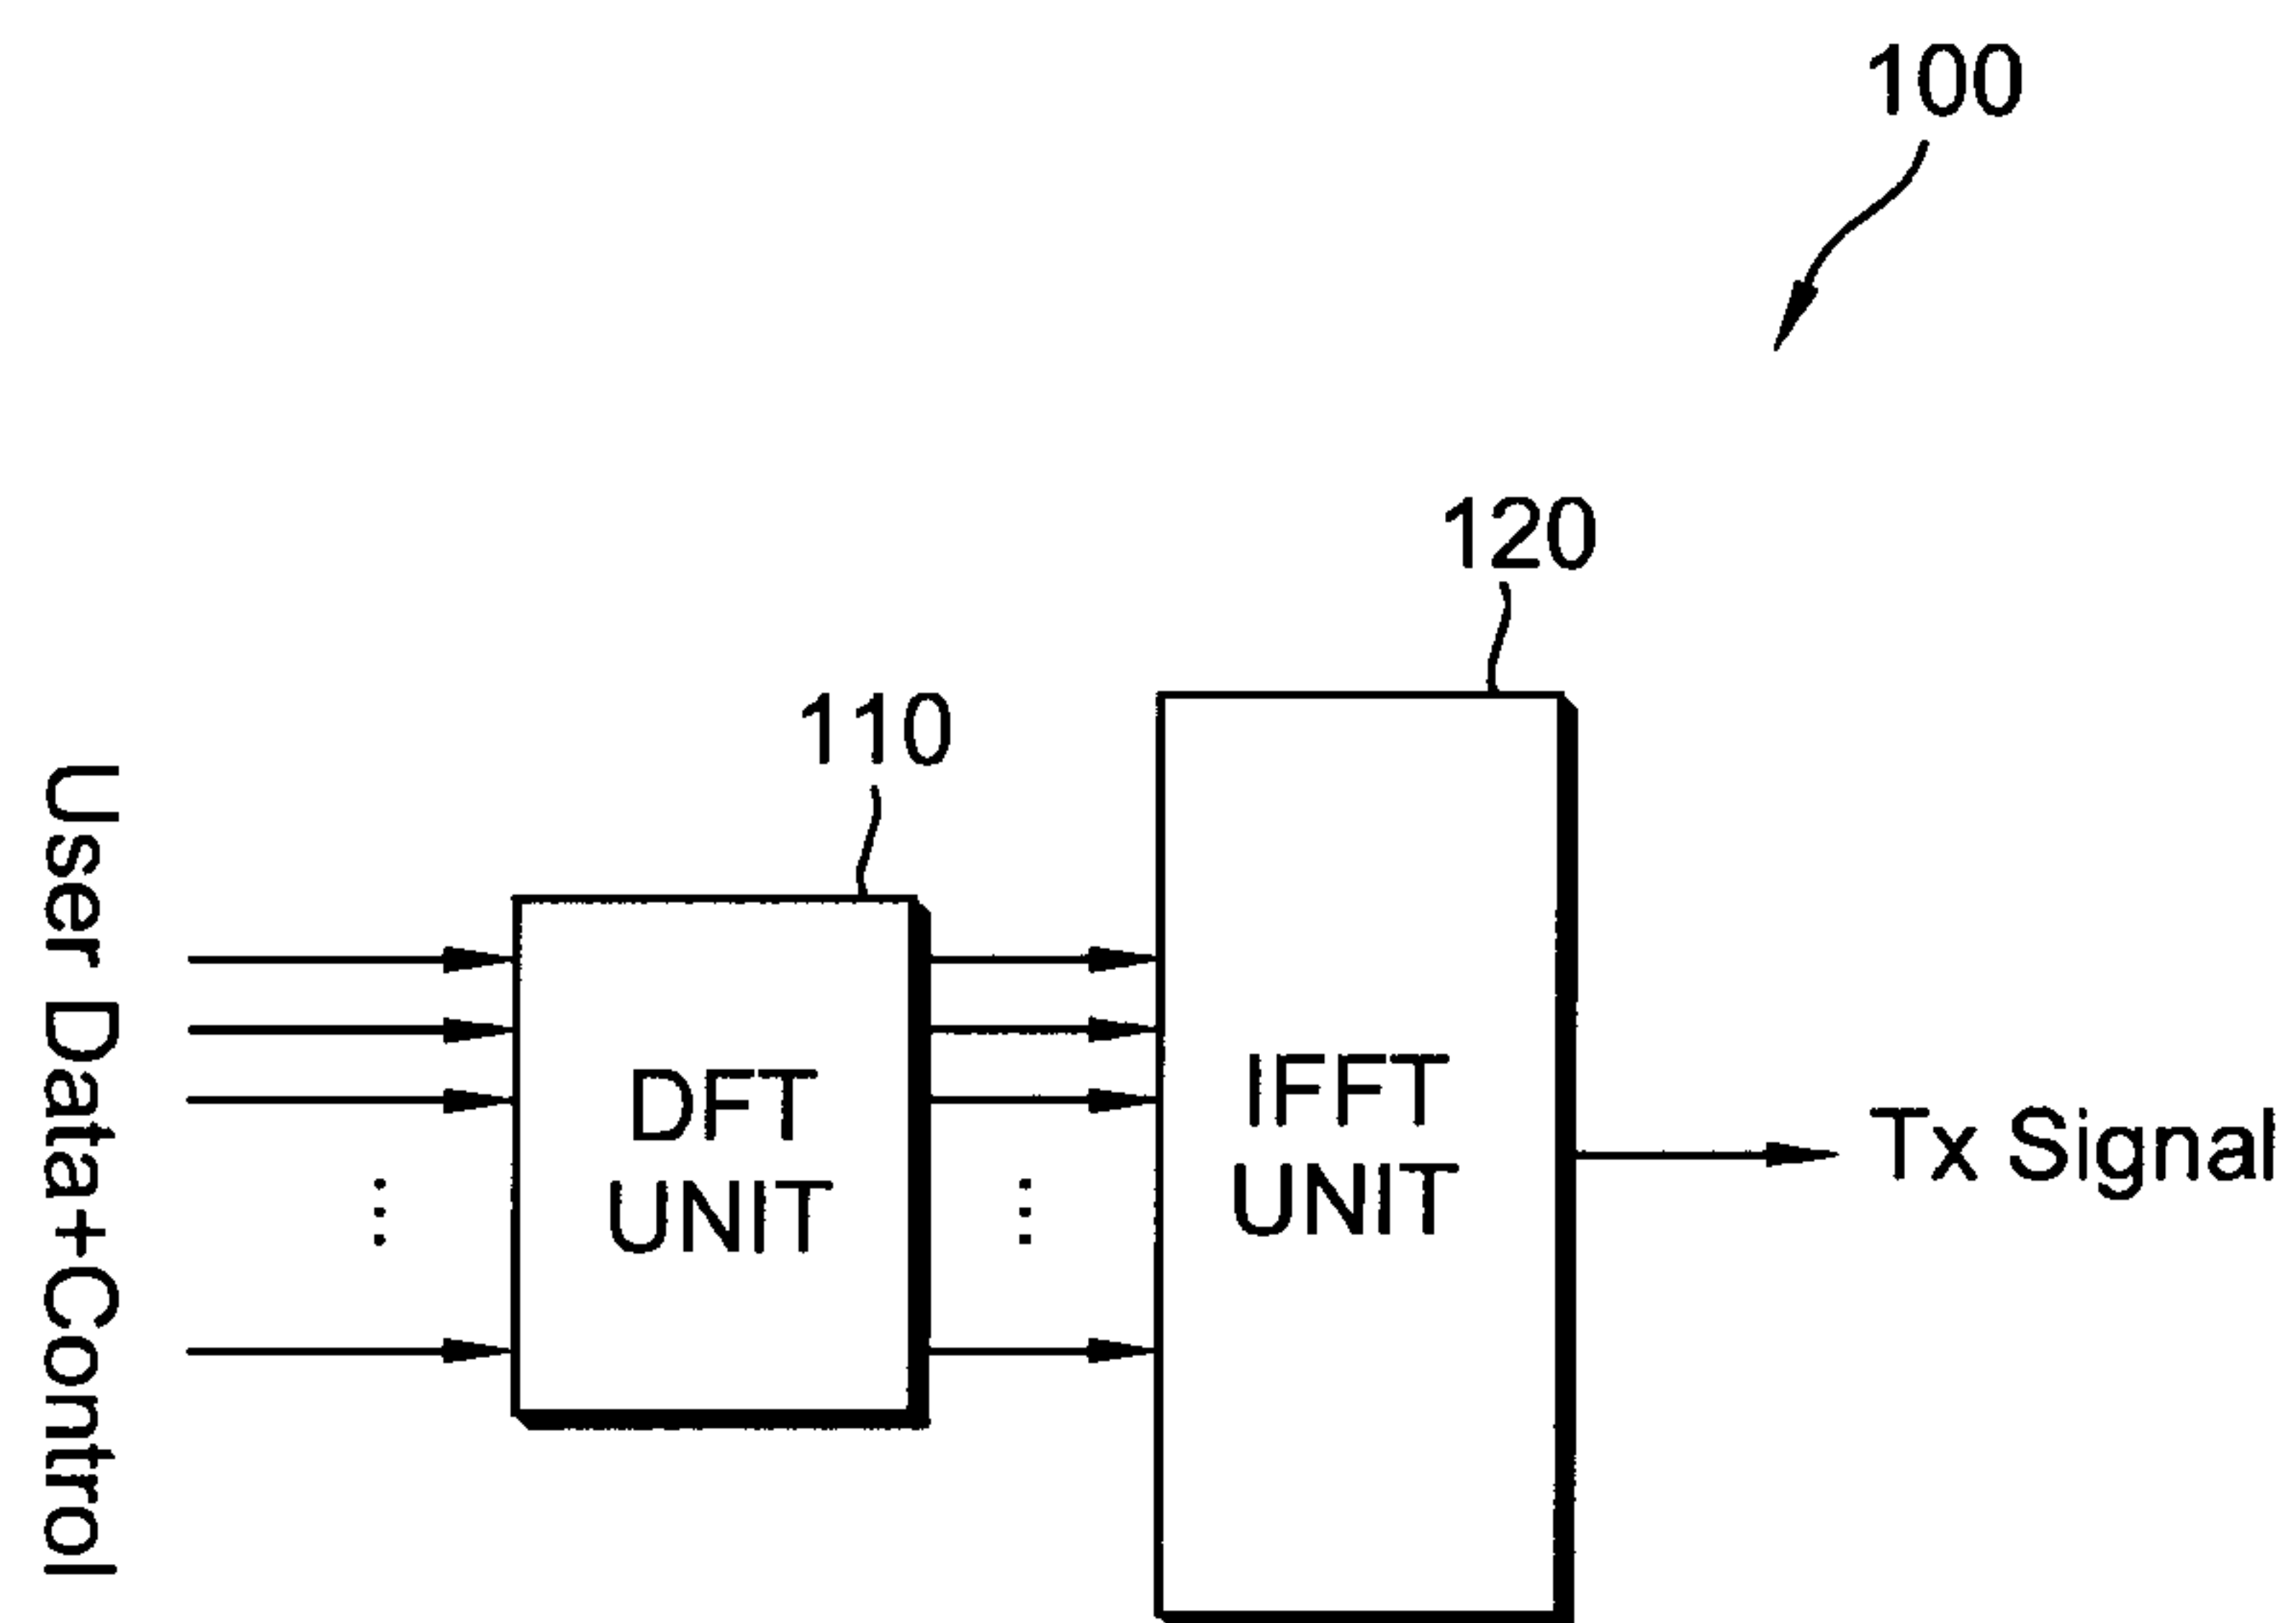 100
120
110
User Data+Control
DFT
UNIT
IFFT
UNIT
Tx Signal